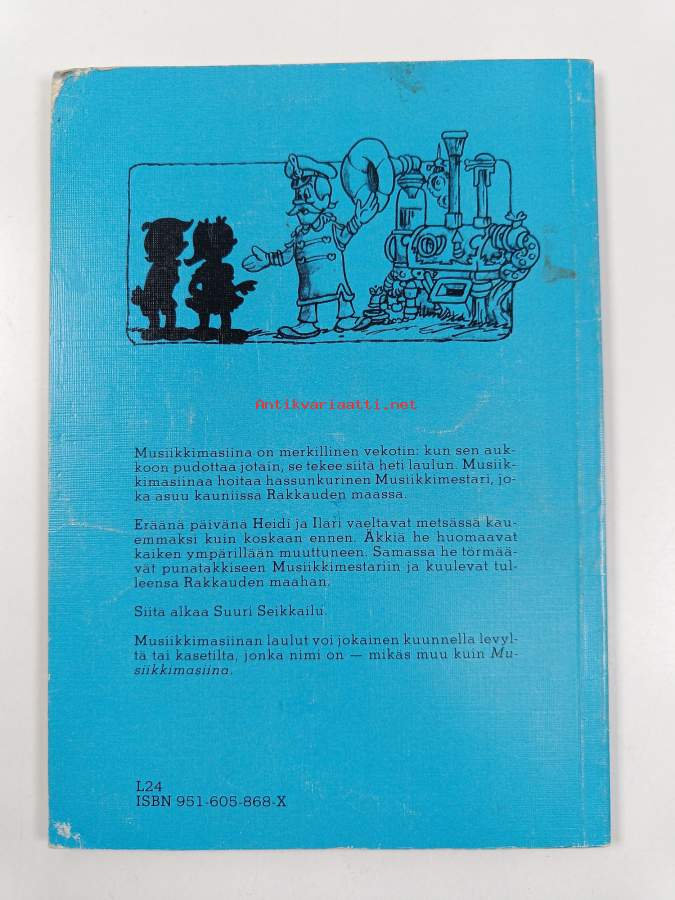 Antikvariaatti.net
Musiikkimasiina on merkillinen vekotin: kun sen auk-
koon pudottaa jotain, se tekee siitä heti laulun. Musiik-
kimasiinaa hoitaa hassunkurinen Musiikkimestari, jo-
ka asuu kauniissa Rakkauden maassa.
Eräänä päivänä Heidi ja Ilari vaeltavat metsässä kau-
emmaksi kuin koskaan ennen. Äkkiä he huomaavat
kaiken ympärillään muuttuneen. Samassa he törmää-
vät punatakkiseen Musiikkimestariin ja kuulevat tul-
leensa Rakkauden maahan.
Siitä alkaa Suuri Seikkailu.
Musiikkimasiinan laulut voi jokainen kuunnella levyl-
tä tai kasetilta, jonka nimi on — mikäs muu kuin Mu-
siikkimasiina.
L24
ISBN 951-605-868-X